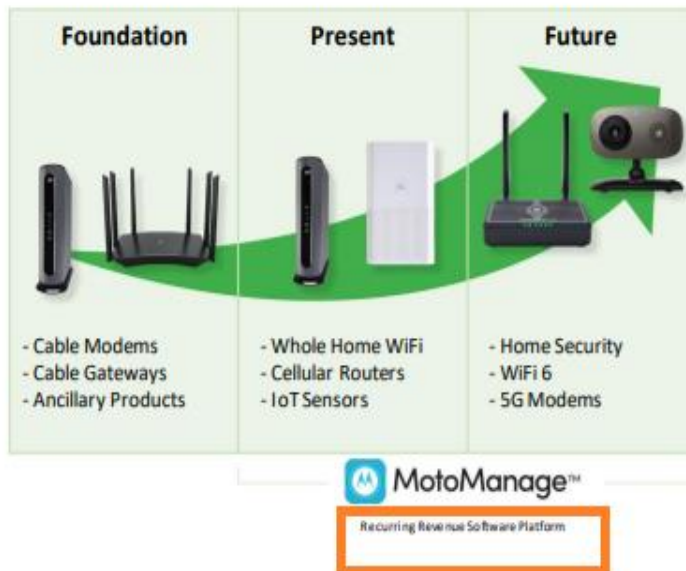 Foundation
- Cable Modems
- Cable Gateways
- Ancillary Products
Present
- Whole Home WiFi
- Cellular Routers
- IoT Sensors
Future
- Home Security
- WiFi 6
- 5G Modems
MotoManage™
Recurring Revenue Software Platform